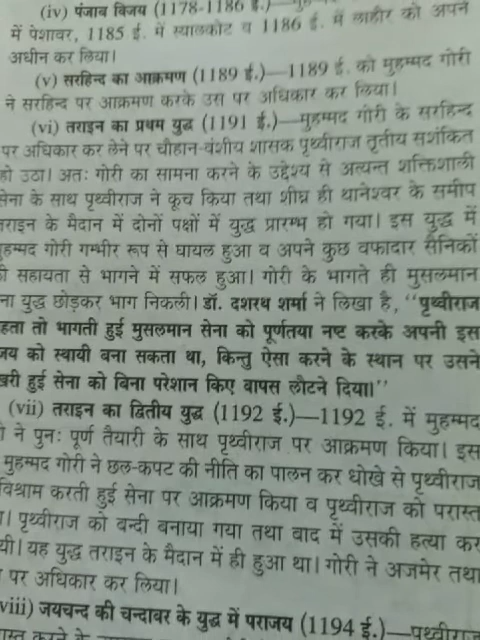 (iv) पंजाब विजय (1178-1186 ई.)—
में पेशावर, 1185 ई. में स्यालकोट व 1186 ई. में लाहौर को अपने
अधीन कर लिया।
(v) सरहिन्द का आक्रमण (1189 ई.)—1189 ई. को मुहम्मद गोरी
ने सरहिन्द पर आक्रमण करके उस पर अधिकार कर लिया।
(vi) तराइन का प्रथम युद्ध (1191 ई.)—मुहम्मद गोरी के सरहिन्द
पर अधिकार कर लेने पर चौहान-वंशीय शासक पृथ्वीराज तृतीय सशंकित
हो उठा। अतः गोरी का सामना करने के उद्देश्य से अत्यन्त शक्तिशाली
सेना के साथ पृथ्वीराज ने कूच किया तथा शीघ्र ही थानेश्वर के समीप
तराइन के मैदान में दोनों पक्षों में युद्ध प्रारम्भ हो गया। इस युद्ध में
मुहम्मद गोरी गम्भीर रूप से घायल हुआ व अपने कुछ वफादार सैनिकों
की सहायता से भागने में सफल हुआ। गोरी के भागते ही मुसलमान
ना युद्ध छोड़कर भाग निकली। डॉ. दशरथ शर्मा ने लिखा है, "पृथ्वीराज
हता तो भागती हुई मुसलमान सेना को पूर्णतया नष्ट करके अपनी इस
जय को स्थायी बना सकता था, किन्तु ऐसा करने के स्थान पर उसने
खरी हुई सेना को बिना परेशान किए वापस लौटने दिया।"
(vii) तराइन का द्वितीय युद्ध (1192 ई.)—1192 ई. में मुहम्मद
ने पुनः पूर्ण तैयारी के साथ पृथ्वीराज पर आक्रमण किया। इस
मुहम्मद गोरी ने छल-कपट की नीति का पालन कर धोखे से पृथ्वीराज
विश्राम करती हुई सेना पर आक्रमण किया व पृथ्वीराज को परास्त
। पृथ्वीराज को बन्दी बनाया गया तथा बाद में उसकी हत्या कर
यी। यह युद्ध तराइन के मैदान में ही हुआ था। गोरी ने अजमेर तथा
पर अधिकार कर लिया।
viii) जयचन्द की चन्दाबर के युद्ध में पराजय (1194 ई.)—पृथ्वीराज